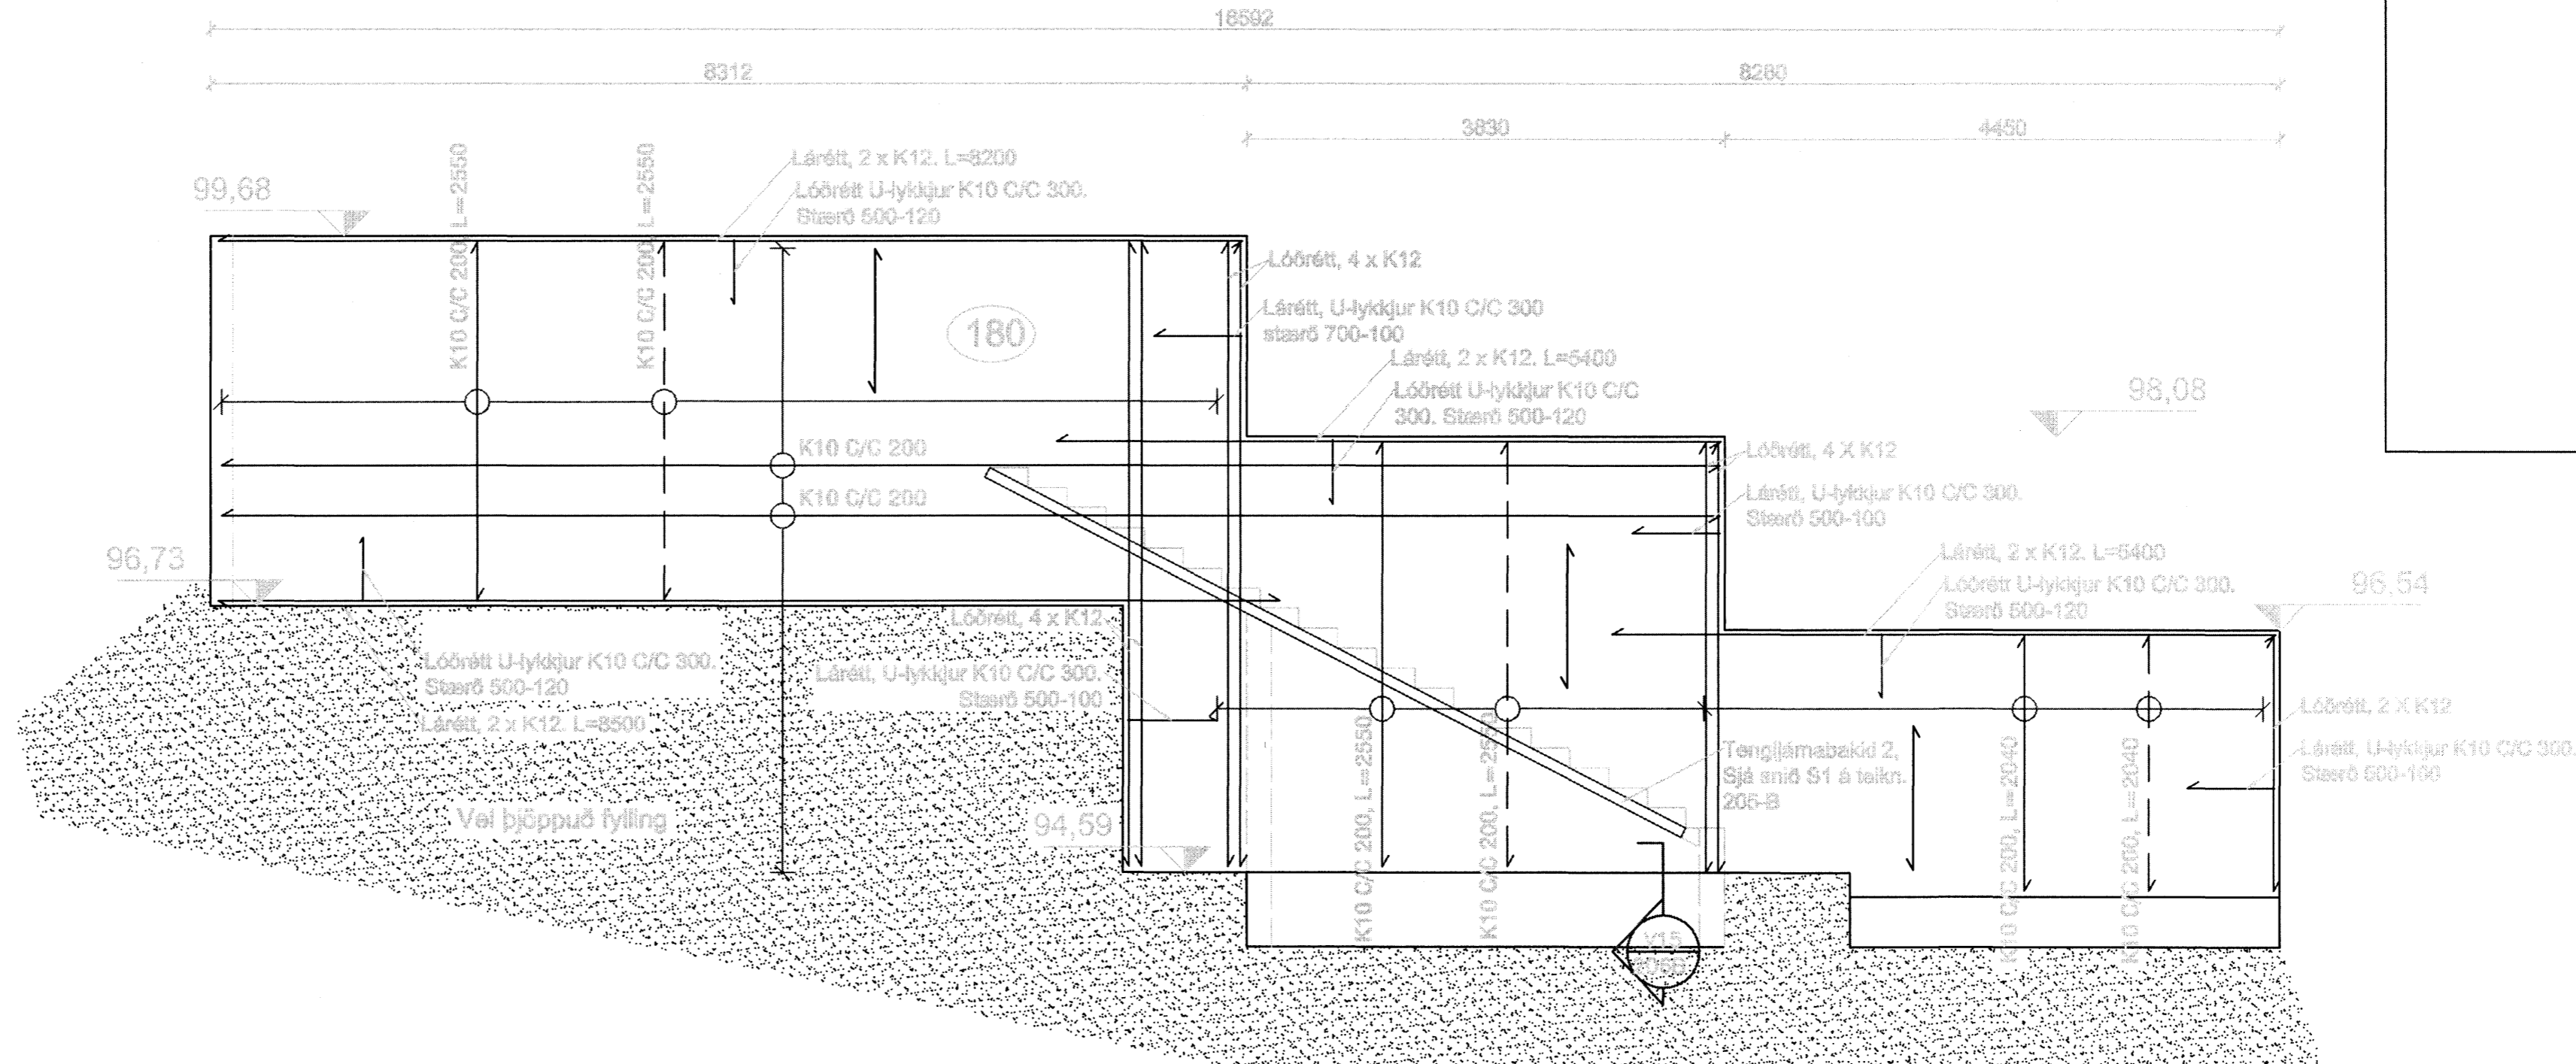 16592
8312
8280
3830
4450
99,68
K10 C/C 200, L=2550
K10 C/C 200, L=2550
Lárétt, 2 x K12. L=8200
Lóðrétt U-lykkjur K10 C/C 300.
Stærð 500-120
180
Lóðrétt, 4 x K12
Lárétt, U-lykkjur K10 C/C 300
stærð 700-100
Lárétt, 2 x K12. L=5400
Lóðrétt U-lykkjur K10 C/C
300. Stærð 500-120
98,08
K10 C/C 200
K10 C/C 200
Lóðrétt, 4 X K12
Lárétt, U-lykkjur K10 C/C 300.
Stærð 500-100
96,73
Lárétt, 2 x K12. L=5400
Lóðrétt U-lykkjur K10 C/C 300.
Stærð 500-120
96,54
Lóðrétt, 4 x K12
Lárétt, U-lykkjur K10 C/C 300.
Stærð 500-100
Lóðrétt U-lykkjur K10 C/C 300.
Stærð 500-120
Lárétt, 2 x K12. L=8500
Lóðrétt, 2 X K12
Lárétt, U-lykkjur K10 C/C 300.
Stærð 500-100
Tengijárnabakki 2,
Sjá snið S1 á teikn.
205-B
Vel þjöppuð fylling
94,59
K10 C/C 200, L=2550
K10 C/C 200, L=2550
K10 C/C 200, L=2040
K10 C/C 200, L=2040